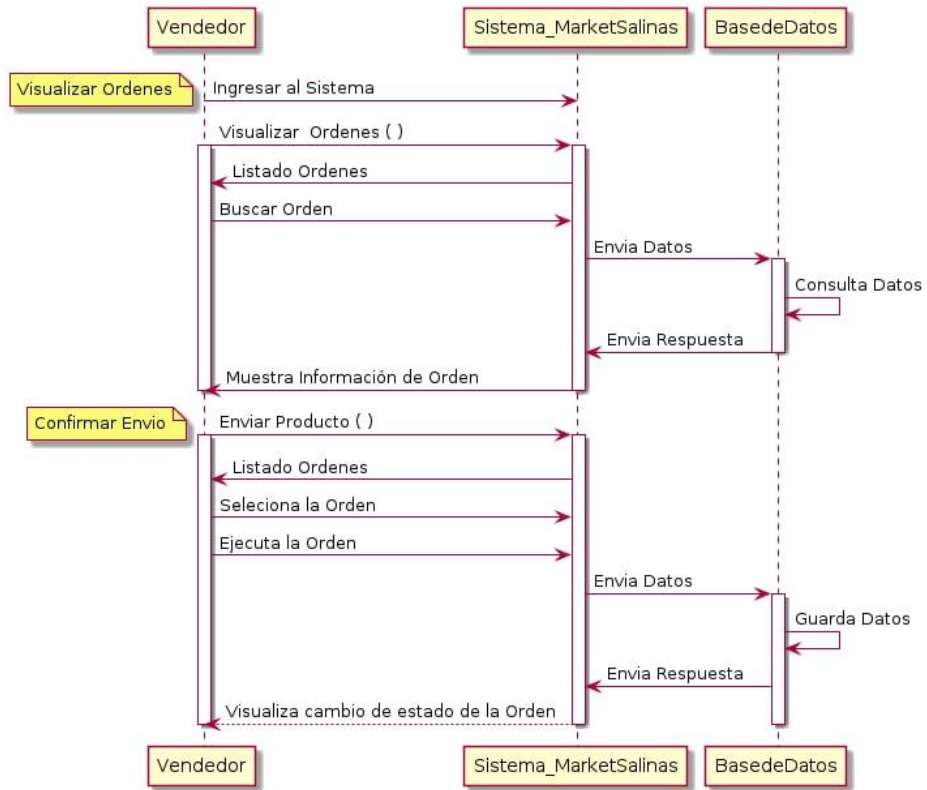 Vendedor
Sistema_MarketSalinas
BasedeDatos
Visualizar Ordenes
Ingresar al Sistema
Visualizar  Ordenes ( )
Listado Ordenes
Buscar Orden
Envia Datos
Consulta Datos
Envia Respuesta
Muestra Información de Orden
Confirmar Envio
Enviar Producto ( )
Listado Ordenes
Seleciona la Orden
Ejecuta la Orden
Envia Datos
Guarda Datos
Envia Respuesta
Visualiza cambio de estado de la Orden
Vendedor
Sistema_MarketSalinas
BasedeDatos